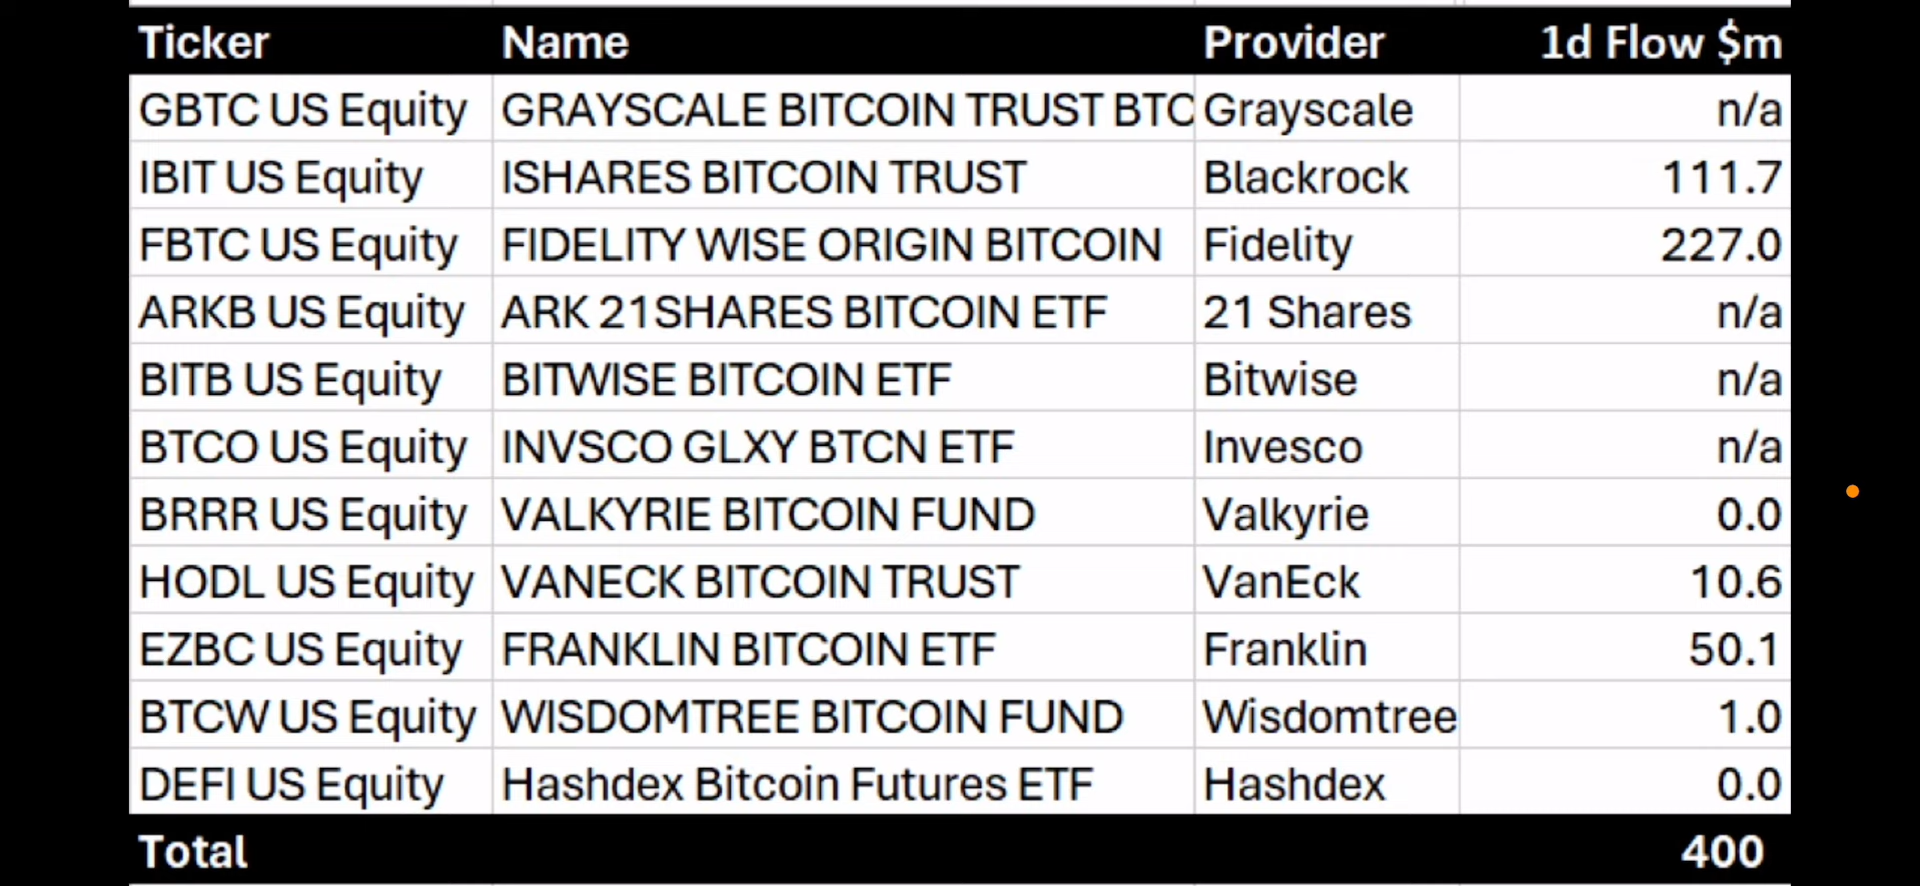 Ticker Name Provider 1d Flow $m
GBTC US Equity GRAYSCALE BITCOIN TRUST BTC Grayscale n/a
IBIT US Equity ISHARES BITCOIN TRUST Blackrock 111.7
FBTC US Equity FIDELITY WISE ORIGIN BITCOIN Fidelity 227.0
ARKB US Equity ARK 21SHARES BITCOIN ETF 21 Shares n/a
BITB US Equity BITWISE BITCOIN ETF Bitwise n/a
BTCO US Equity INVSCO GLXY BTCN ETF Invesco n/a
BRRR US Equity VALKYRIE BITCOIN FUND Valkyrie 0.0
HODL US Equity VANECK BITCOIN TRUST VanEck 10.6
EZBC US Equity FRANKLIN BITCOIN ETF Franklin 50.1
BTCW US Equity WISDOMTREE BITCOIN FUND Wisdomtree 1.0
DEFI US Equity Hashdex Bitcoin Futures ETF Hashdex 0.0
Total 400